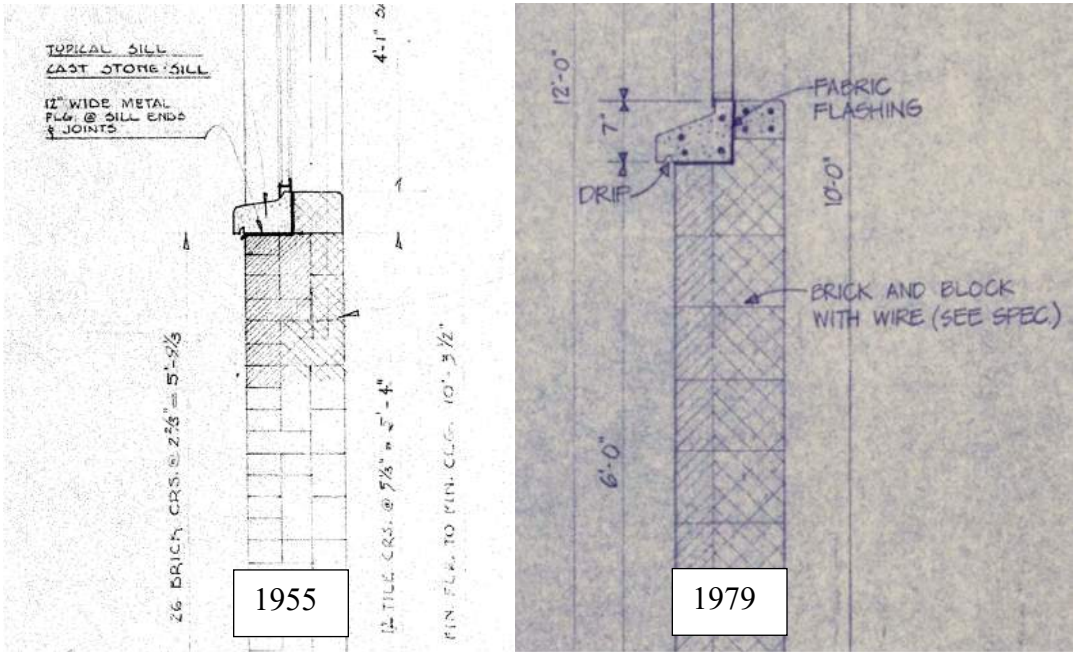 TYPICAL SILL
CAST STONE SILL
12" WIDE METAL
FLG. @ SILL ENDS
& JOINTS
26 BRICK CRS. @ 2 2/3" = 5'-9 1/3
12 TILE CRS. @ 5 1/3" = 5'-4"
FIN. FLR. TO FIN. CLG. 10'-3 1/2"
4'-1"
1955
12'-0"
7"
FABRIC
FLASHING
DRIP
10'-0"
BRICK AND BLOCK
WITH WIRE (SEE SPEC.)
6'-0"
1979